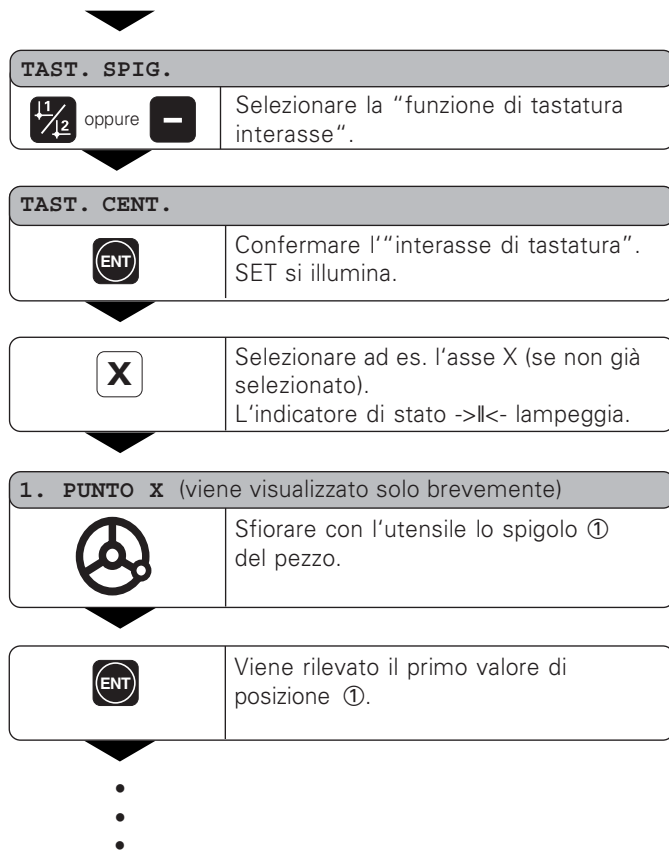 TAST. SPIG.
1 2 oppure –
Selezionare la “funzione di tastatura
interasse“.
TAST. CENT.
ENT
Confermare l'“interasse di tastatura”.
SET si illumina.
X
Selezionare ad es. l'asse X (se non già
selezionato).
L'indicatore di stato ->‖<- lampeggia.
1. PUNTO X (viene visualizzato solo brevemente)
Sfiorare con l'utensile lo spigolo ①
del pezzo.
ENT
Viene rilevato il primo valore di
posizione ①.